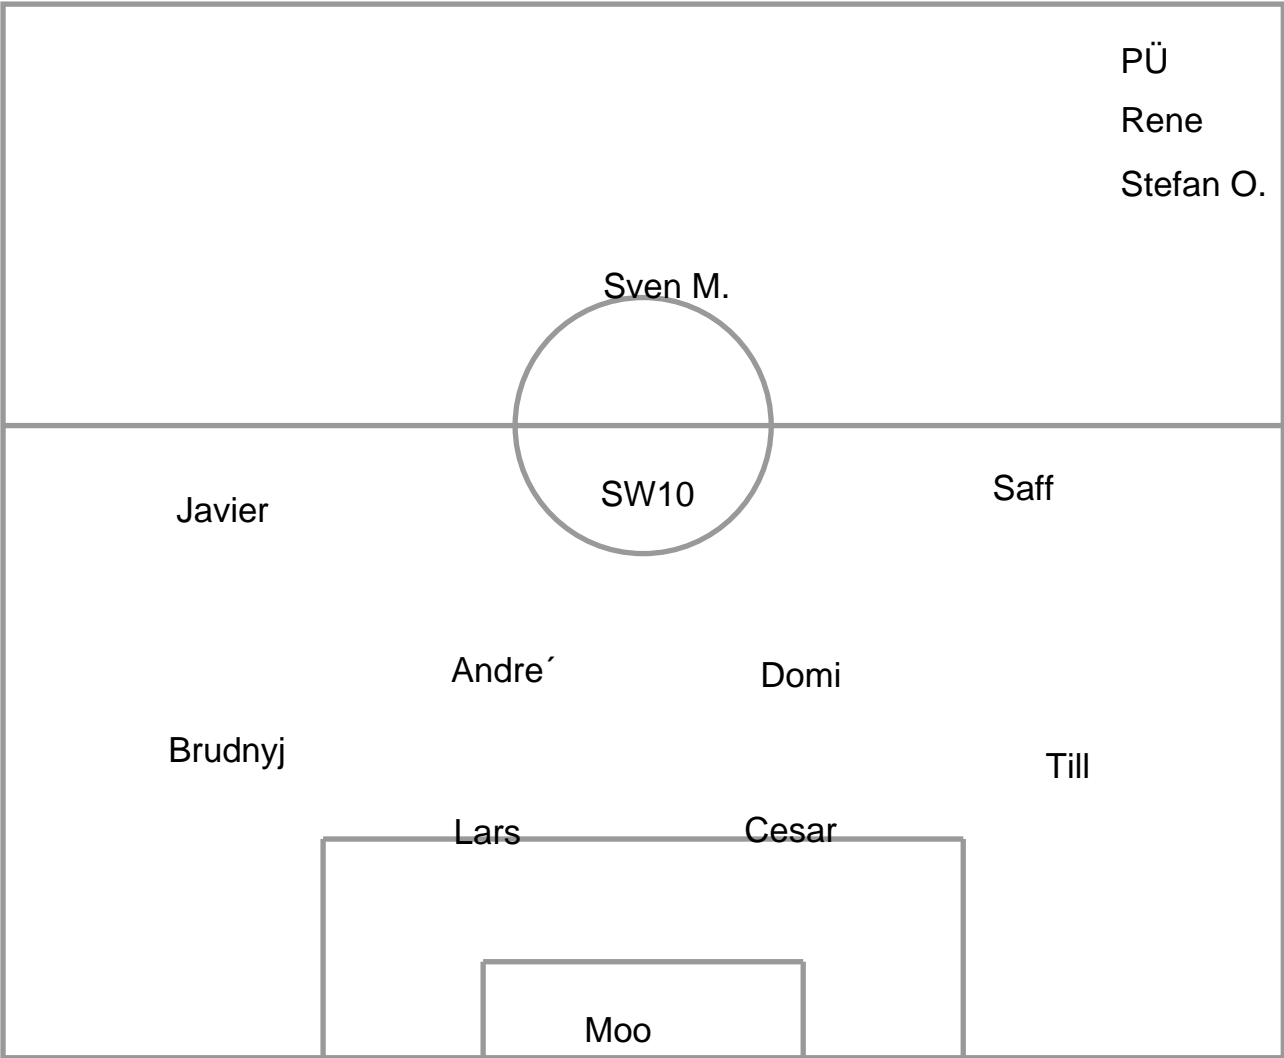 PÜ
Rene
Stefan O.
Sven M.
Javier
SW10
Saff
Andre´
Domi
Brudnyj
Till
Lars
Cesar
Moo